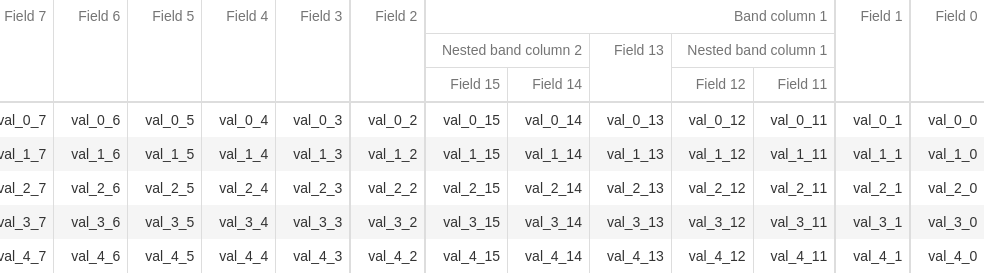 Field 7 Field 6 Field 5 Field 4 Field 3 Field 2 Band column 1 Field 1 Field 0
Nested band column 2 Field 13 Nested band column 1
Field 15 Field 14 Field 12 Field 11
val_0_7 val_0_6 val_0_5 val_0_4 val_0_3 val_0_2 val_0_15 val_0_14 val_0_13 val_0_12 val_0_11 val_0_1 val_0_0
val_1_7 val_1_6 val_1_5 val_1_4 val_1_3 val_1_2 val_1_15 val_1_14 val_1_13 val_1_12 val_1_11 val_1_1 val_1_0
val_2_7 val_2_6 val_2_5 val_2_4 val_2_3 val_2_2 val_2_15 val_2_14 val_2_13 val_2_12 val_2_11 val_2_1 val_2_0
val_3_7 val_3_6 val_3_5 val_3_4 val_3_3 val_3_2 val_3_15 val_3_14 val_3_13 val_3_12 val_3_11 val_3_1 val_3_0
val_4_7 val_4_6 val_4_5 val_4_4 val_4_3 val_4_2 val_4_15 val_4_14 val_4_13 val_4_12 val_4_11 val_4_1 val_4_0